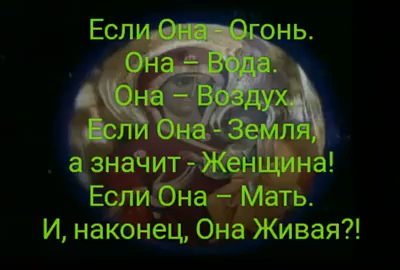 Если Она - Огонь.
Она – Вода.
Она – Воздух.
Если Она - Земля,
а значит - Женщина!
Если Она – Мать.
И, наконец, Она Живая?!